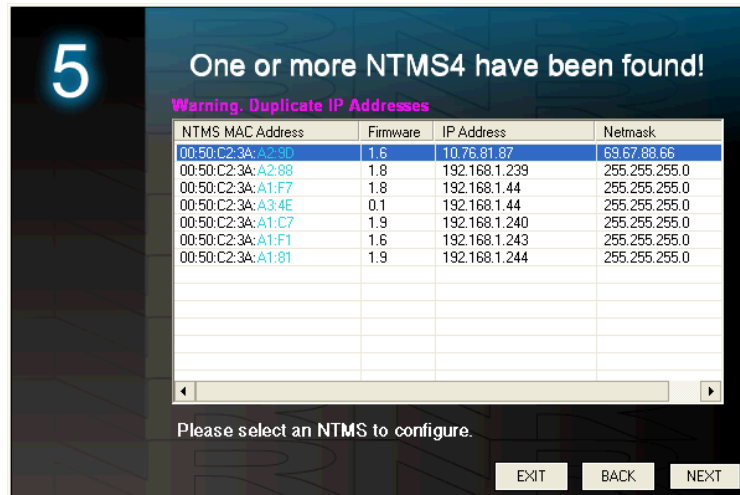 5
One or more NTMS4 have been found!
Warning. Duplicate IP Addresses
NTMS MAC Address Firmware IP Address Netmask
00:50:C2:3A:A2:9D 1.6 10.76.81.87 69.67.88.66
00:50:C2:3A:A2:88 1.8 192.168.1.239 255.255.255.0
00:50:C2:3A:A1:F7 1.8 192.168.1.44 255.255.255.0
00:50:C2:3A:A3:4E 0.1 192.168.1.44 255.255.255.0
00:50:C2:3A:A1:C7 1.9 192.168.1.240 255.255.255.0
00:50:C2:3A:A1:F1 1.6 192.168.1.243 255.255.255.0
00:50:C2:3A:A1:81 1.9 192.168.1.244 255.255.255.0
Please select an NTMS to configure.
EXIT BACK NEXT